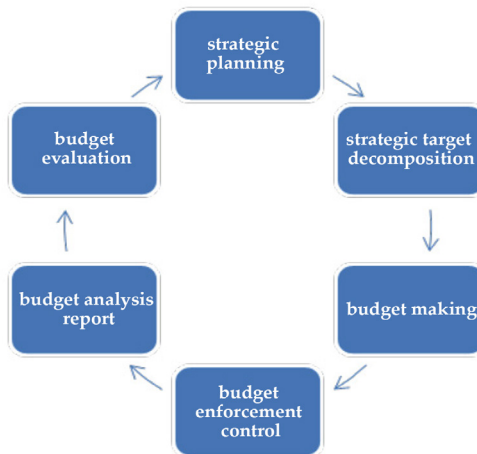 strategic
planning
strategic target
decomposition
budget making
budget
enforcement
control
budget analysis
report
budget
evaluation